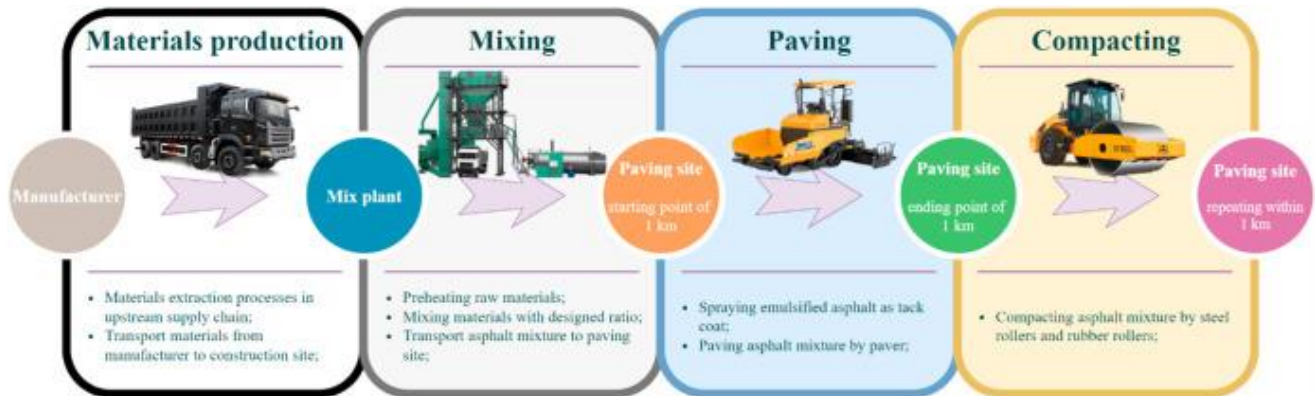 Materials production
Mixing
Paving
Compacting
Manufacturer
Mix plant
Paving site
starting point of
1 km
Paving site
ending point of
1 km
Paving site
repeating within
1 km
• Materials extraction processes in
upstream supply chain;
• Transport materials from
manufacturer to construction site;
• Preheating raw materials;
• Mixing materials with designed ratio;
• Transport asphalt mixture to paving
site;
• Spraying emulsified asphalt as tack
coat;
• Paving asphalt mixture by paver;
• Compacting asphalt mixture by steel
rollers and rubber rollers;